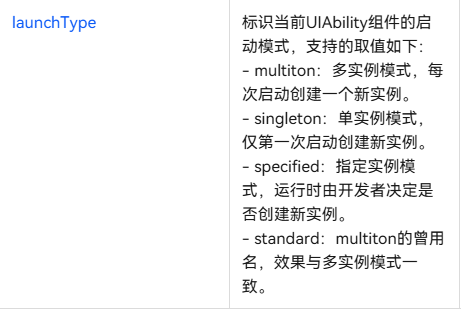 launchType
标识当前UIAbility组件的启
动模式，支持的取值如下：
- multiton：多实例模式，每
次启动创建一个新实例。
- singleton：单实例模式，
仅第一次启动创建新实例。
- specified：指定实例模
式，运行时由开发者决定是
否创建新实例。
- standard：multiton的曾用
名，效果与多实例模式一
致。